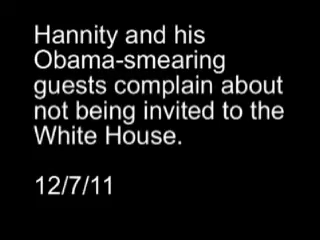 Hannity and his
Obama-smearing
guests complain about
not being invited to the
White House.
12/7/11